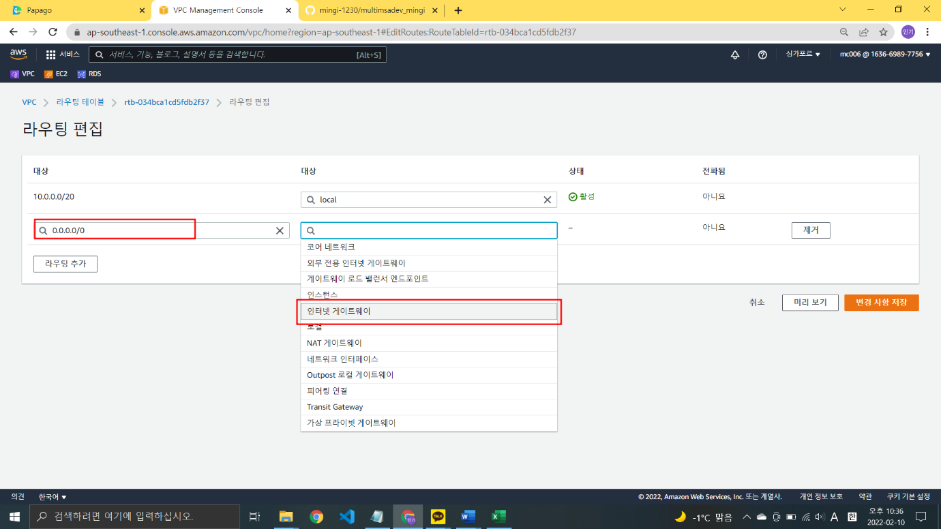 Papago
VPC Management Console
mingi-1230/multimsadev_mingi
ap-southeast-1.console.aws.amazon.com/vpc/home?region=ap-southeast-1#EditRoutes:RouteTableId=rtb-034bca1cd5fdb2f37
민기
aws 서비스 서비스, 기능, 블로그, 설명서 등을 검색합니다. [Alt+S] 싱가포르 ▼ mc006 @ 1636-6989-7756 ▼
VPC EC2 RDS
VPC > 라우팅 테이블 > rtb-034bca1cd5fdb2f37 > 라우팅 편집
라우팅 편집
대상 대상 상태 전파됨
10.0.0.0/20 local 활성 아니요
0.0.0.0/0 – 아니요 제거
코어 네트워크
외부 전용 인터넷 게이트웨이
라우팅 추가
게이트웨이 로드 밸런서 엔드포인트
인스턴스
취소 미리 보기 변경 사항 저장
인터넷 게이트웨이
로컬
NAT 게이트웨이
네트워크 인터페이스
Outpost 로컬 게이트웨이
피어링 연결
Transit Gateway
가상 프라이빗 게이트웨이
의견 한국어 ▼ © 2022, Amazon Web Services, Inc. 또는 계열사. 개인 정보 보호 약관 쿠키 기본 설정
검색하려면 여기에 입력하십시오. -1°C 맑음 A 한 오후 10:36
2022-02-10